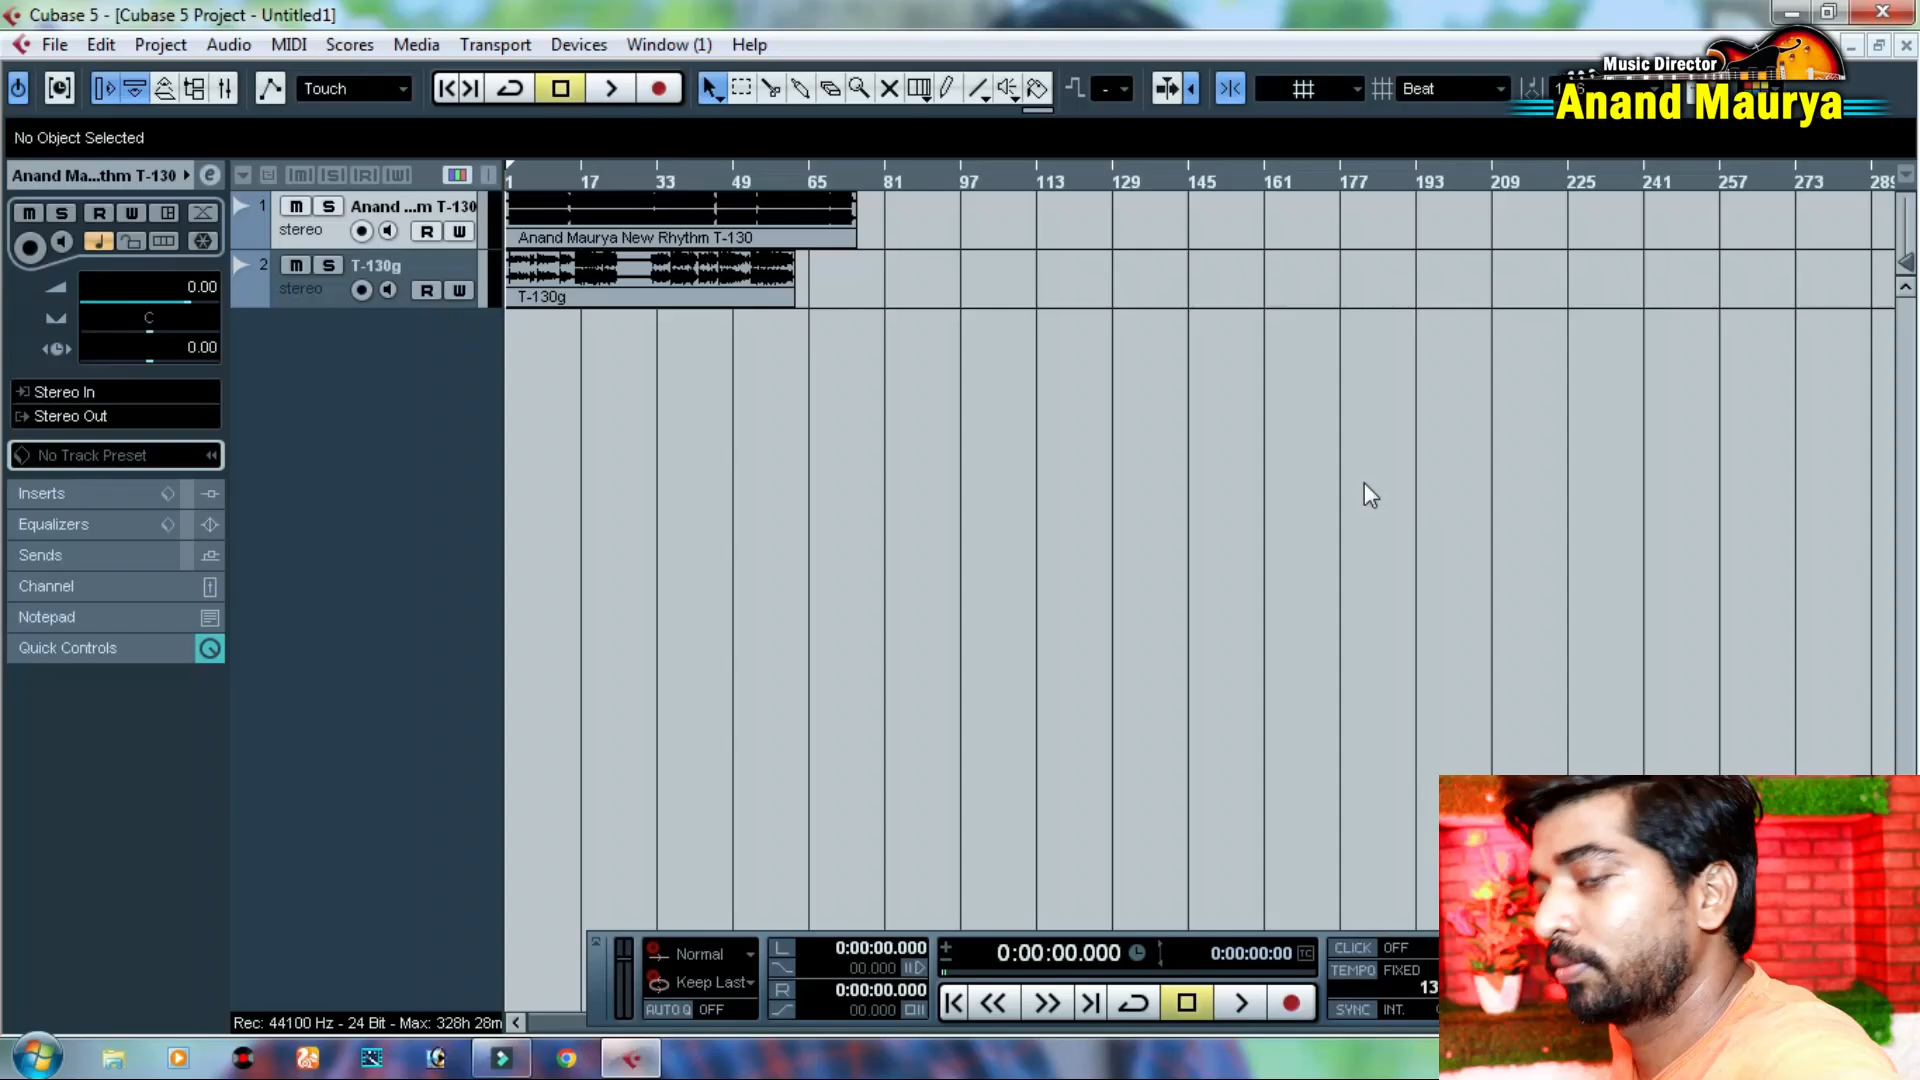 Cubase 5 - [Cubase 5 Project - Untitled1]
File Edit Project Audio MIDI Scores Media Transport Devices Window (1) Help
Music Director
Anand Maurya
Touch
Beat
No Object Selected
Anand Ma...thm T-130
1 17 33 49 65 81 97 113 129 145 161 177 193 209 225 241 257 273 289
M S R W
1 M S Anand ...m T-130
stereo R W
Anand Maurya New Rhythm T-130
2 M S T-130g
stereo R W
T-130g
0.00
C
0.00
Stereo In
Stereo Out
No Track Preset
Inserts
Equalizers
Sends
Channel
Notepad
Quick Controls
Normal
Keep Last
AUTO Q OFF
L 0:00:00.000
00.000
R 0:00:00.000
00.000
0:00:00.000 0:00:00:00 TC
CLICK OFF
TEMPO FIXED
SYNC INT.
Rec: 44100 Hz - 24 Bit - Max: 328h 28m